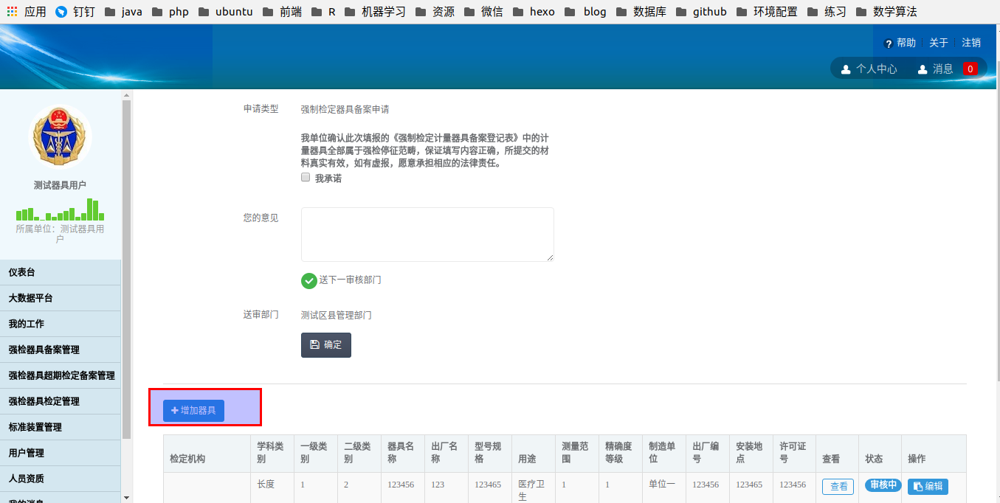 应用 钉钉 java php ubuntu 前端 R 机器学习 资源 微信 hexo blog 数据库 github 环境配置 练习 数学算法
? 帮助 关于 注销
个人中心 消息 0
测试器具用户
所属单位：测试器具用
户
仪表台
大数据平台
我的工作
强检器具备案管理
强检器具超期检定备案管理
强检器具检定管理
标准装置管理
用户管理
人员资质
我的消息
申请类型 强制检定器具备案申请
我单位确认此次填报的《强制检定计量器具备案登记表》中的计
量器具全部属于强检停征范畴，保证填写内容正确，所提交的材
料真实有效，如有虚报，愿意承担相应的法律责任。
我承诺
您的意见
送下一审核部门
送审部门 测试区县管理部门
确定
增加器具
检定机构 学科类别 一级类别 二级类别 器具名称 出厂名称 型号规格 用途 测量范围 精确度等级 制造单位 出厂编号 安装地点 许可证号 查看 状态 操作
长度 1 2 123456 123 123465 医疗卫生 1 1 单位一 123456 123465 123456 查看 审核中 编辑